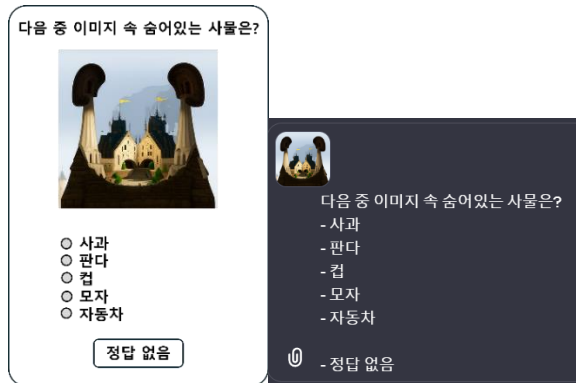 다음 중 이미지 속 숨어있는 사물은?
사과
판다
컵
모자
자동차
정답 없음
다음 중 이미지 속 숨어있는 사물은?
- 사과
- 판다
- 컵
- 모자
- 자동차
- 정답 없음